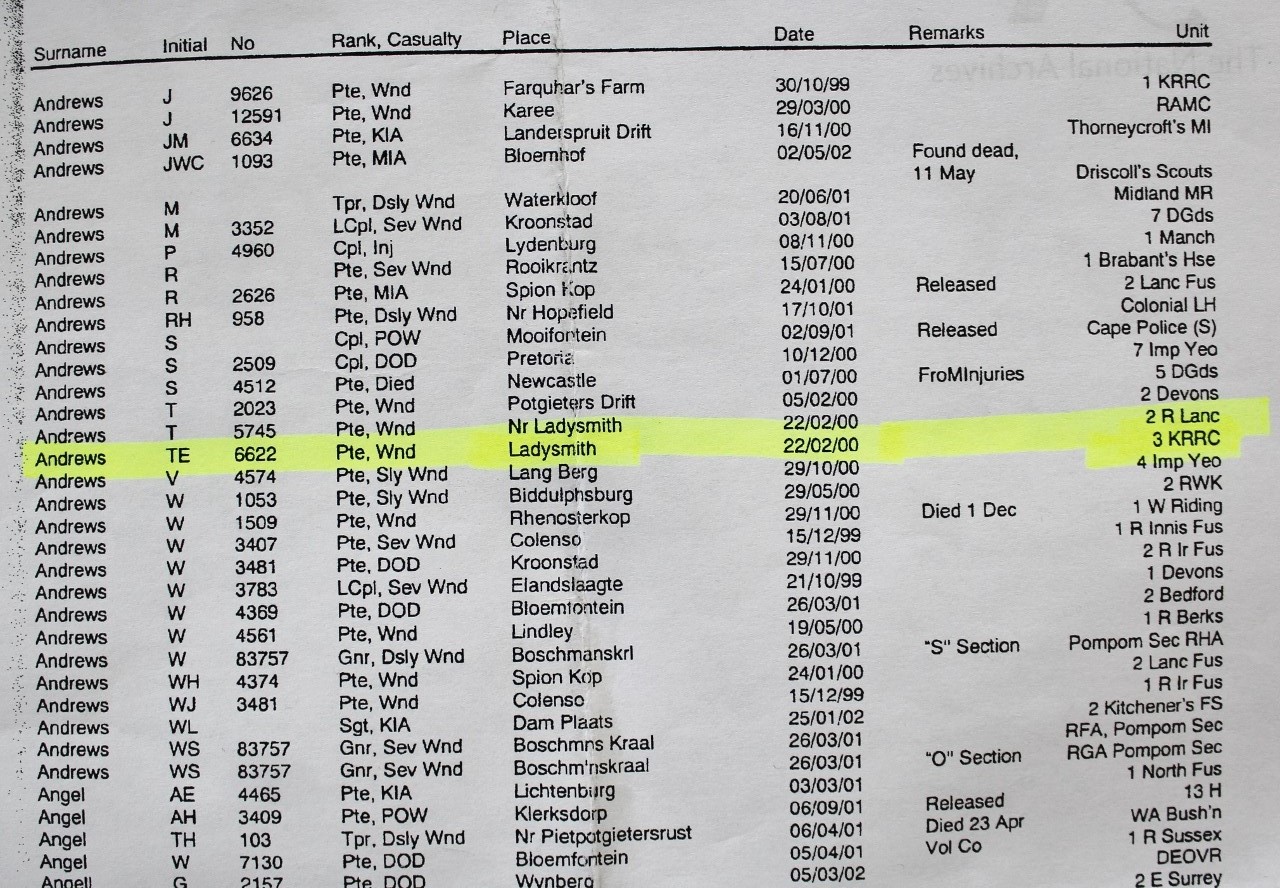 Surname Initial No Rank, Casualty Place Date Remarks Unit
Andrews J 9626 Pte, Wnd Farquhar's Farm 30/10/99 1 KRRC
Andrews J 12591 Pte, Wnd Karee 29/03/00 RAMC
Andrews JM 6634 Pte, KIA Landerspruit Drift 16/11/00 Thorneycroft's MI
Andrews JWC 1093 Pte, MIA Bloemhof 02/05/02 Found dead,
11 May Driscoll's Scouts
Andrews M Tpr, Dsly Wnd Waterkloof 20/06/01 Midland MR
Andrews M 3352 LCpl, Sev Wnd Kroonstad 03/08/01 7 DGds
Andrews P 4960 Cpl, Inj Lydenburg 08/11/00 1 Manch
Andrews R Pte, Sev Wnd Rooikrantz 15/07/00 1 Brabant's Hse
Andrews R 2626 Pte, MIA Spion Kop 24/01/00 Released 2 Lanc Fus
Andrews RH 958 Pte, Dsly Wnd Nr Hopefield 17/10/01 Colonial LH
Andrews S Cpl, POW Mooifontein 02/09/01 Released Cape Police (S)
Andrews S 2509 Cpl, DOD Pretoria 10/12/00 7 Imp Yeo
Andrews S 4512 Pte, Died Newcastle 01/07/00 FroMInjuries 5 DGds
Andrews T 2023 Pte, Wnd Potgieters Drift 05/02/00 2 Devons
Andrews T 5745 Pte, Wnd Nr Ladysmith 22/02/00 2 R Lanc
Andrews TE 6622 Pte, Wnd Ladysmith 22/02/00 3 KRRC
Andrews V 4574 Pte, Sly Wnd Lang Berg 29/10/00 4 Imp Yeo
Andrews W 1053 Pte, Sly Wnd Biddulphsburg 29/05/00 2 RWK
Andrews W 1509 Pte, Wnd Rhenosterkop 29/11/00 Died 1 Dec 1 W Riding
Andrews W 3407 Pte, Sev Wnd Colenso 15/12/99 1 R Innis Fus
Andrews W 3481 Pte, DOD Kroonstad 29/11/00 2 R Ir Fus
Andrews W 3783 LCpl, Sev Wnd Elandslaagte 21/10/99 1 Devons
Andrews W 4369 Pte, DOD Bloemfontein 26/03/01 2 Bedford
Andrews W 4561 Pte, Wnd Lindley 19/05/00 1 R Berks
Andrews W 83757 Gnr, Dsly Wnd Boschmanskrl 26/03/01 "S" Section Pompom Sec RHA
Andrews WH 4374 Pte, Wnd Spion Kop 24/01/00 2 Lanc Fus
Andrews WJ 3481 Pte, Wnd Colenso 15/12/99 1 R Ir Fus
Andrews WL Sgt, KIA Dam Plaats 25/01/02 2 Kitchener's FS
Andrews WS 83757 Gnr, Sev Wnd Boschmns Kraal 26/03/01 RFA, Pompom Sec
Andrews WS 83757 Gnr, Sev Wnd Boschm'nskraal 26/03/01 "O" Section RGA Pompom Sec
Angel AE 4465 Pte, KIA Lichtenburg 03/03/01 1 North Fus
Angel AH 3409 Pte, POW Klerksdorp 06/09/01 Released 13 H
Angel TH 103 Tpr, Dsly Wnd Nr Pietpotgietersrust 06/04/01 Died 23 Apr WA Bush'n
Angel W 7130 Pte, DOD Bloemfontein 05/04/01 Vol Co 1 R Sussex
Angell G 2157 Pte, DOD Wynberg 05/03/02 DEOVR
2 E Surrey
The National Archives